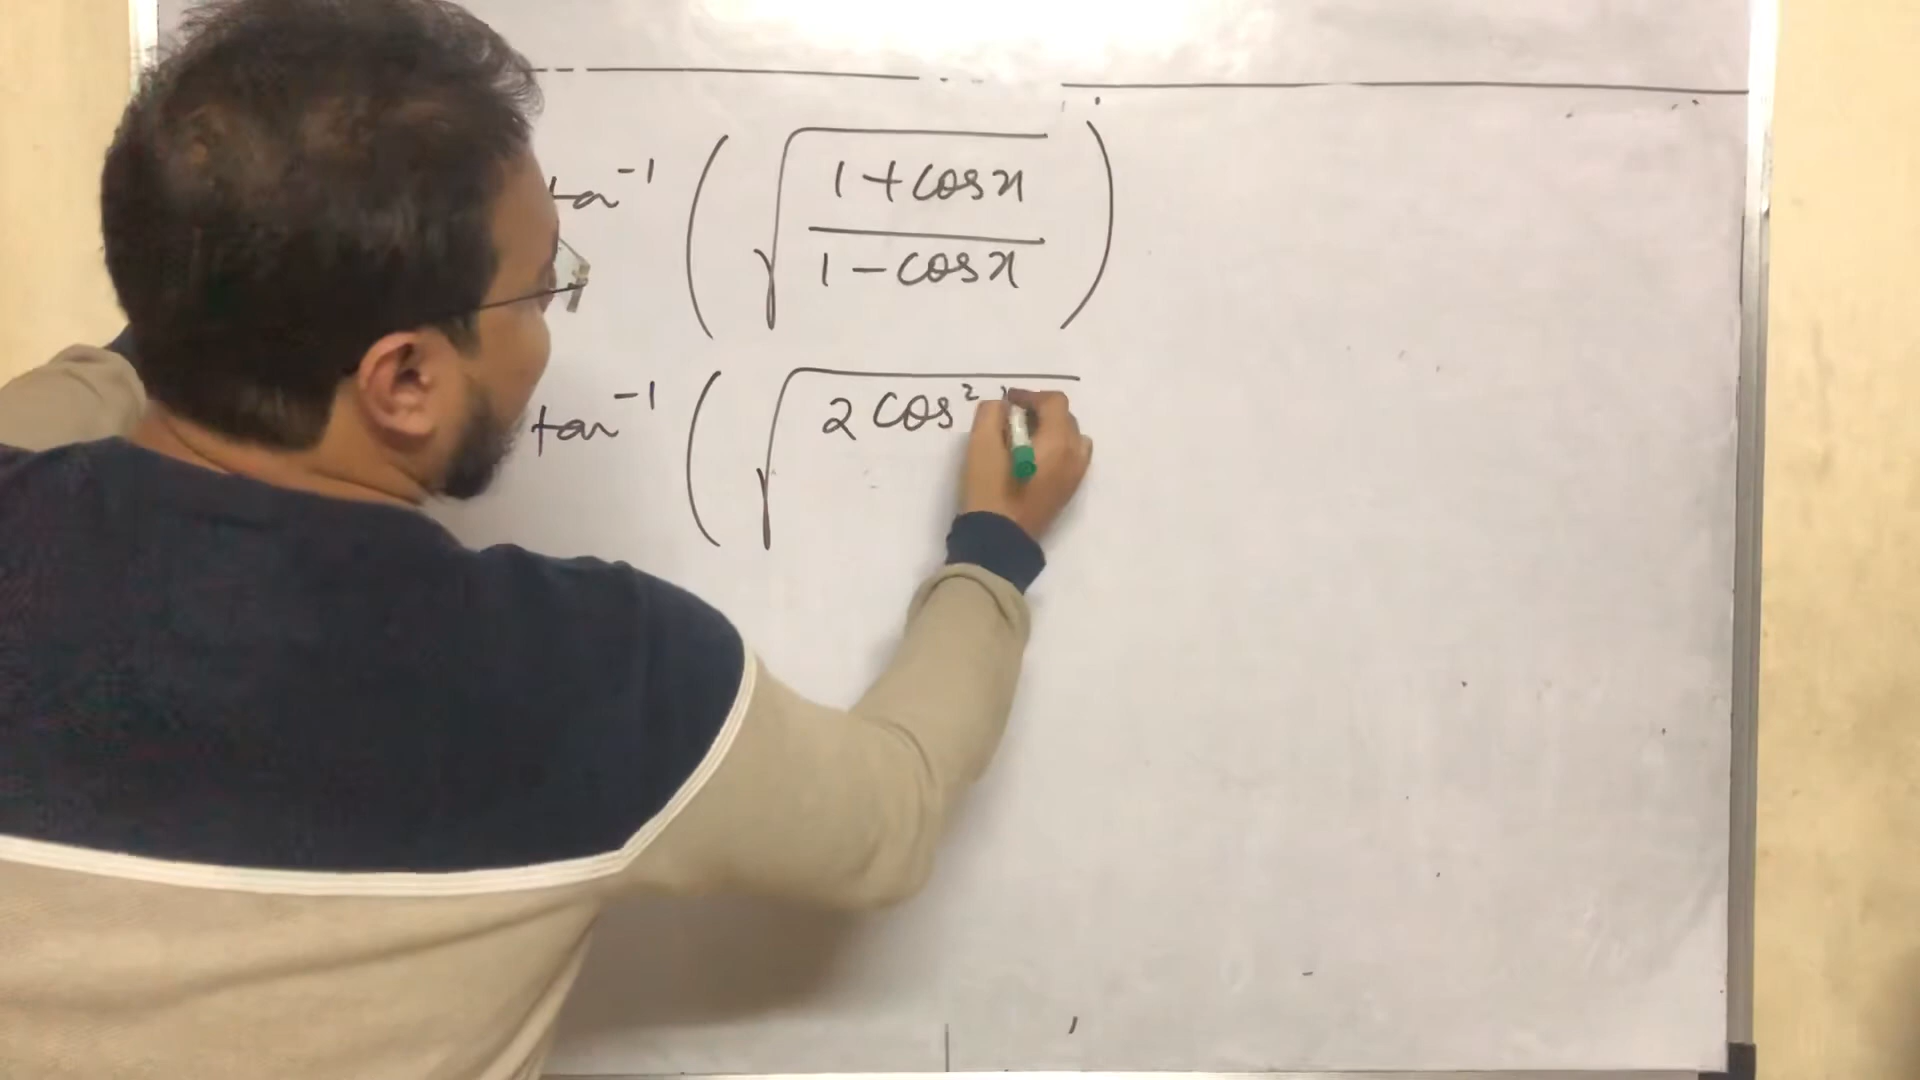 tan⁻¹ ( √ (1 + cos x / 1 - cos x) )
tan⁻¹ ( √ 2 cos²